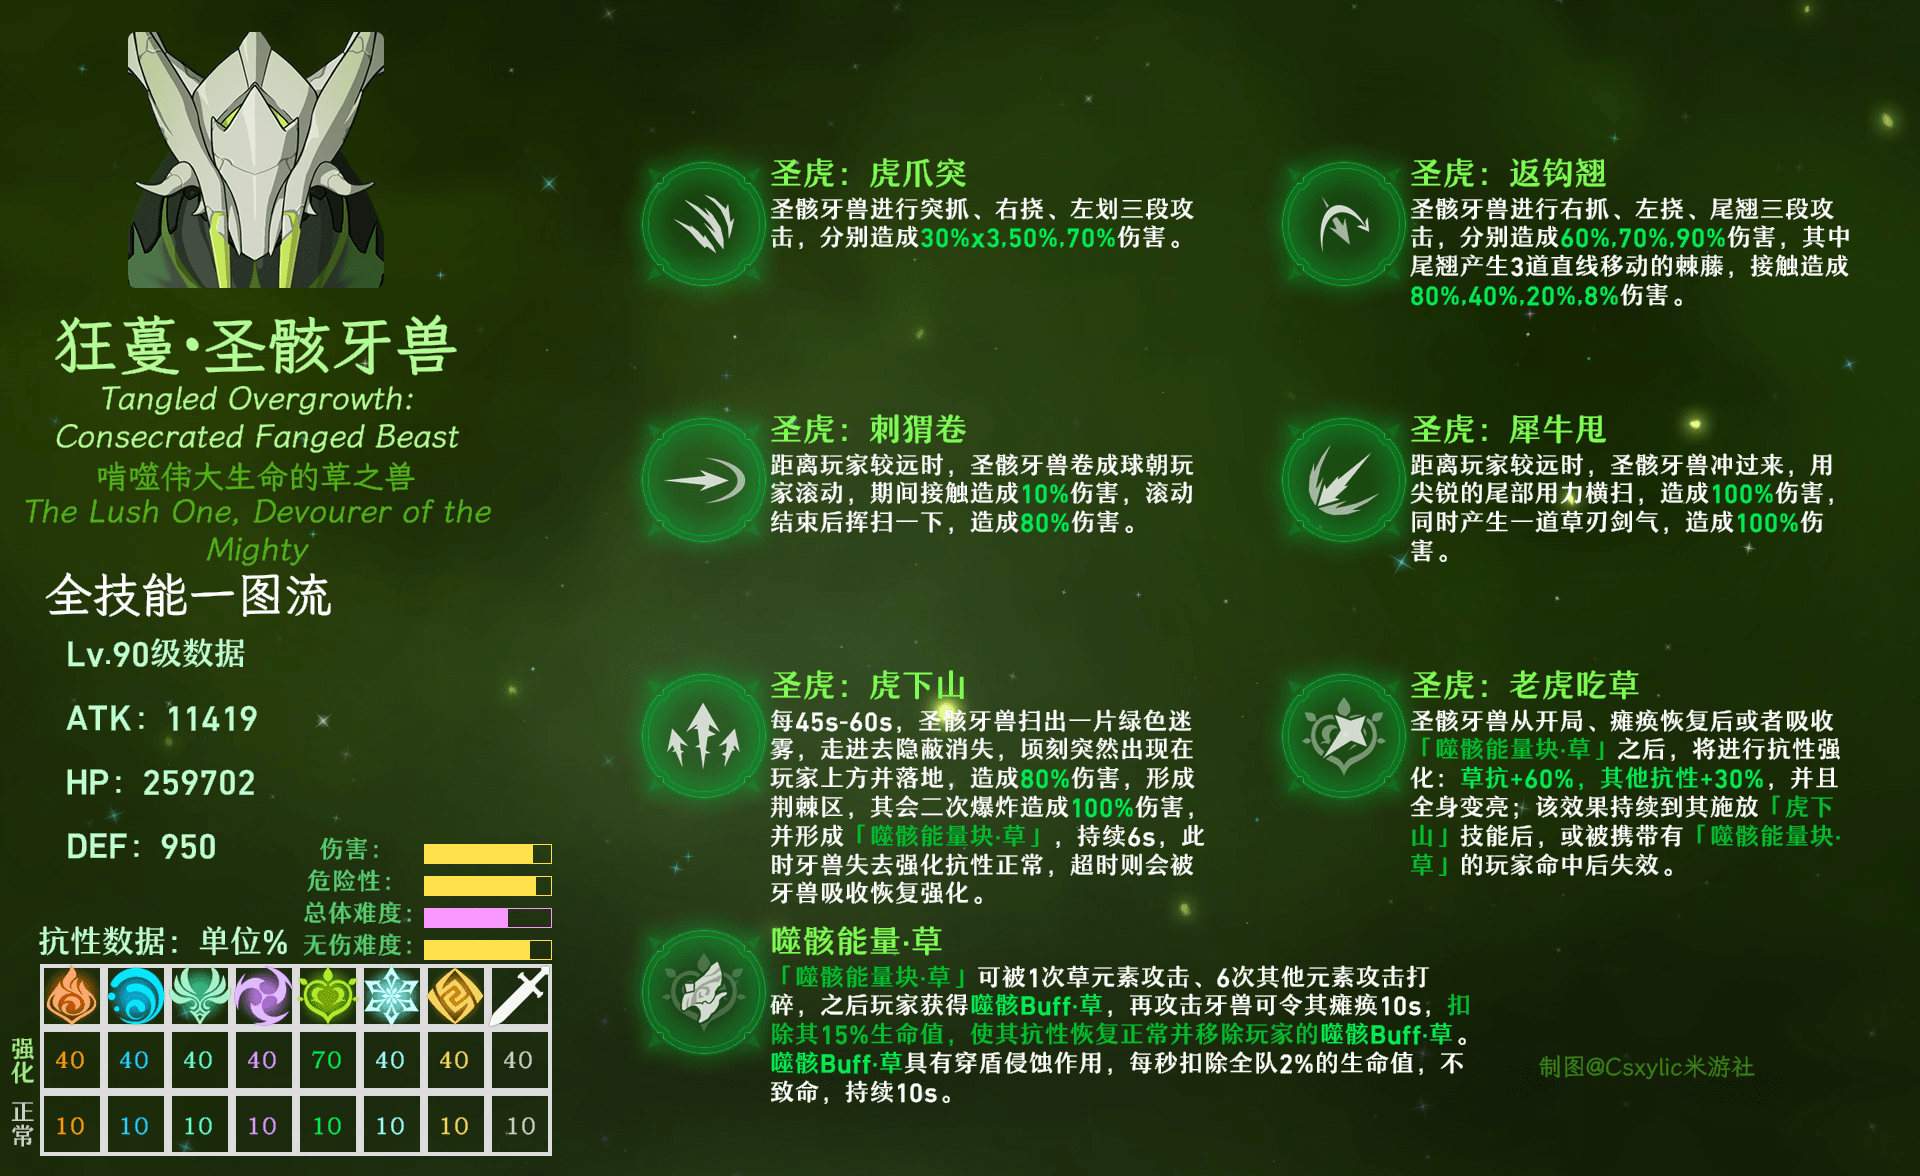 狂蔓·圣骸牙兽
Tangled Overgrowth:
Consecrated Fanged Beast
啃噬伟大生命的草之兽
The Lush One, Devourer of the
Mighty
全技能一图流
Lv.90级数据
ATK：11419
HP：259702
DEF：950
伤害：
危险性：
总体难度：
无伤难度：
抗性数据：单位%
强化
40 40 40 40 70 40 40 40
正常
10 10 10 10 10 10 10 10
圣虎：虎爪突
圣骸牙兽进行突抓、右挠、左划三段攻
击，分别造成30%x3,50%,70%伤害。
圣虎：返钩翘
圣骸牙兽进行右抓、左挠、尾翘三段攻
击，分别造成60%,70%,90%伤害，其中
尾翘产生3道直线移动的棘藤，接触造成
80%,40%,20%,8%伤害。
圣虎：刺猬卷
距离玩家较远时，圣骸牙兽卷成球朝玩
家滚动，期间接触造成10%伤害，滚动
结束后挥扫一下，造成80%伤害。
圣虎：犀牛甩
距离玩家较远时，圣骸牙兽冲过来，用
尖锐的尾部用力横扫，造成100%伤害，
同时产生一道草刃剑气，造成100%伤
害。
圣虎：虎下山
每45s-60s，圣骸牙兽扫出一片绿色迷
雾，走进去隐蔽消失，顷刻突然出现在
玩家上方并落地，造成80%伤害，形成
荆棘区，其会二次爆炸造成100%伤害，
并形成「噬骸能量块·草」，持续6s，此
时牙兽失去强化抗性正常，超时则会被
牙兽吸收恢复强化。
圣虎：老虎吃草
圣骸牙兽从开局、瘫痪恢复后或者吸收
「噬骸能量块·草」之后，将进行抗性强
化：草抗+60%，其他抗性+30%，并且
全身变亮；该效果持续到其施放「虎下
山」技能后，或被携带有「噬骸能量块·
草」的玩家命中后失效。
噬骸能量·草
「噬骸能量块·草」可被1次草元素攻击、6次其他元素攻击打
碎，之后玩家获得噬骸Buff·草，再攻击牙兽可令其瘫痪10s，扣
除其15%生命值，使其抗性恢复正常并移除玩家的噬骸Buff·草。
噬骸Buff·草具有穿盾侵蚀作用，每秒扣除全队2%的生命值，不
致命，持续10s。
制图@Csxylic米游社